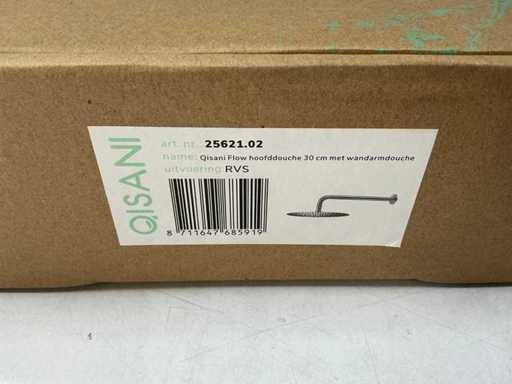 QISANI
art. nr. 25621.02
name: Qisani Flow hoofddouche 30 cm met wandarmdouche
uitvoering: RVS
8 711647 685919